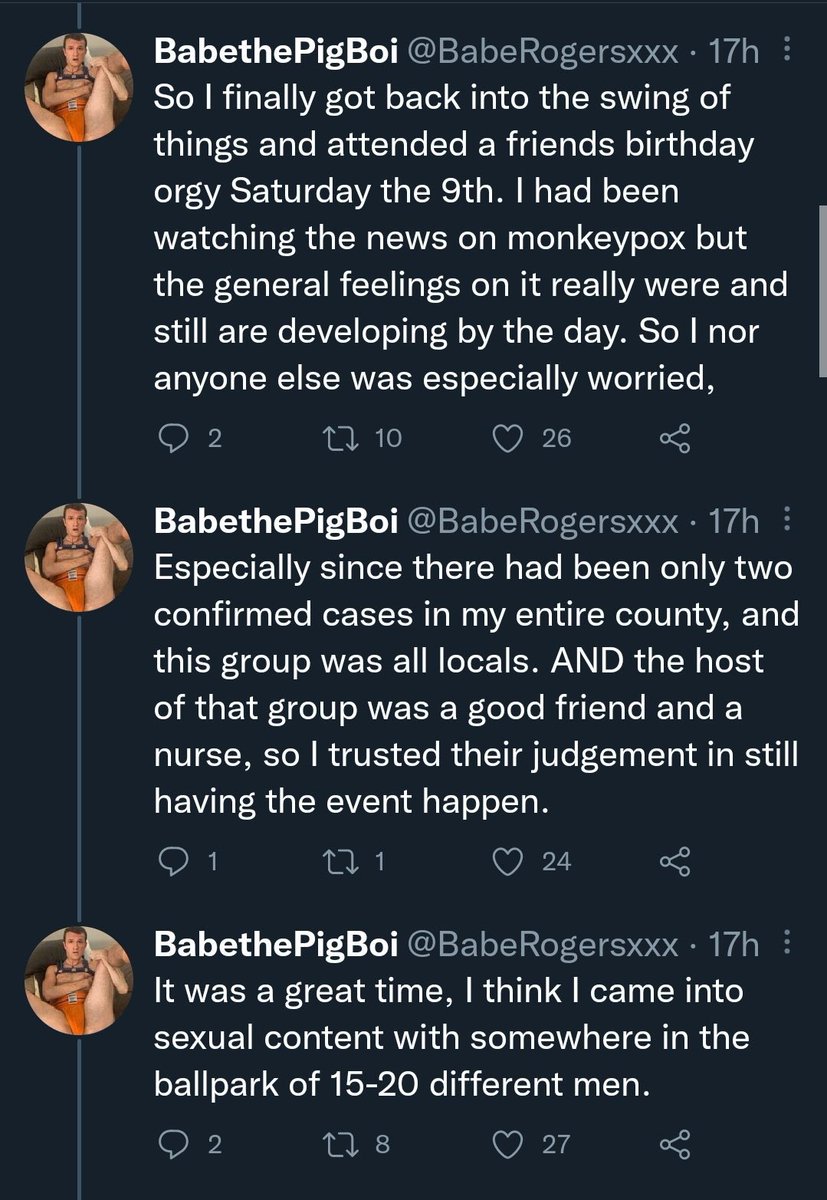 BabethePigBoi @BabeRogersxxx · 17h
So I finally got back into the swing of
things and attended a friends birthday
orgy Saturday the 9th. I had been
watching the news on monkeypox but
the general feelings on it really were and
still are developing by the day. So I nor
anyone else was especially worried,
2 10 26
BabethePigBoi @BabeRogersxxx · 17h
Especially since there had been only two
confirmed cases in my entire county, and
this group was all locals. AND the host
of that group was a good friend and a
nurse, so I trusted their judgement in still
having the event happen.
1 1 24
BabethePigBoi @BabeRogersxxx · 17h
It was a great time, I think I came into
sexual content with somewhere in the
ballpark of 15-20 different men.
2 8 27